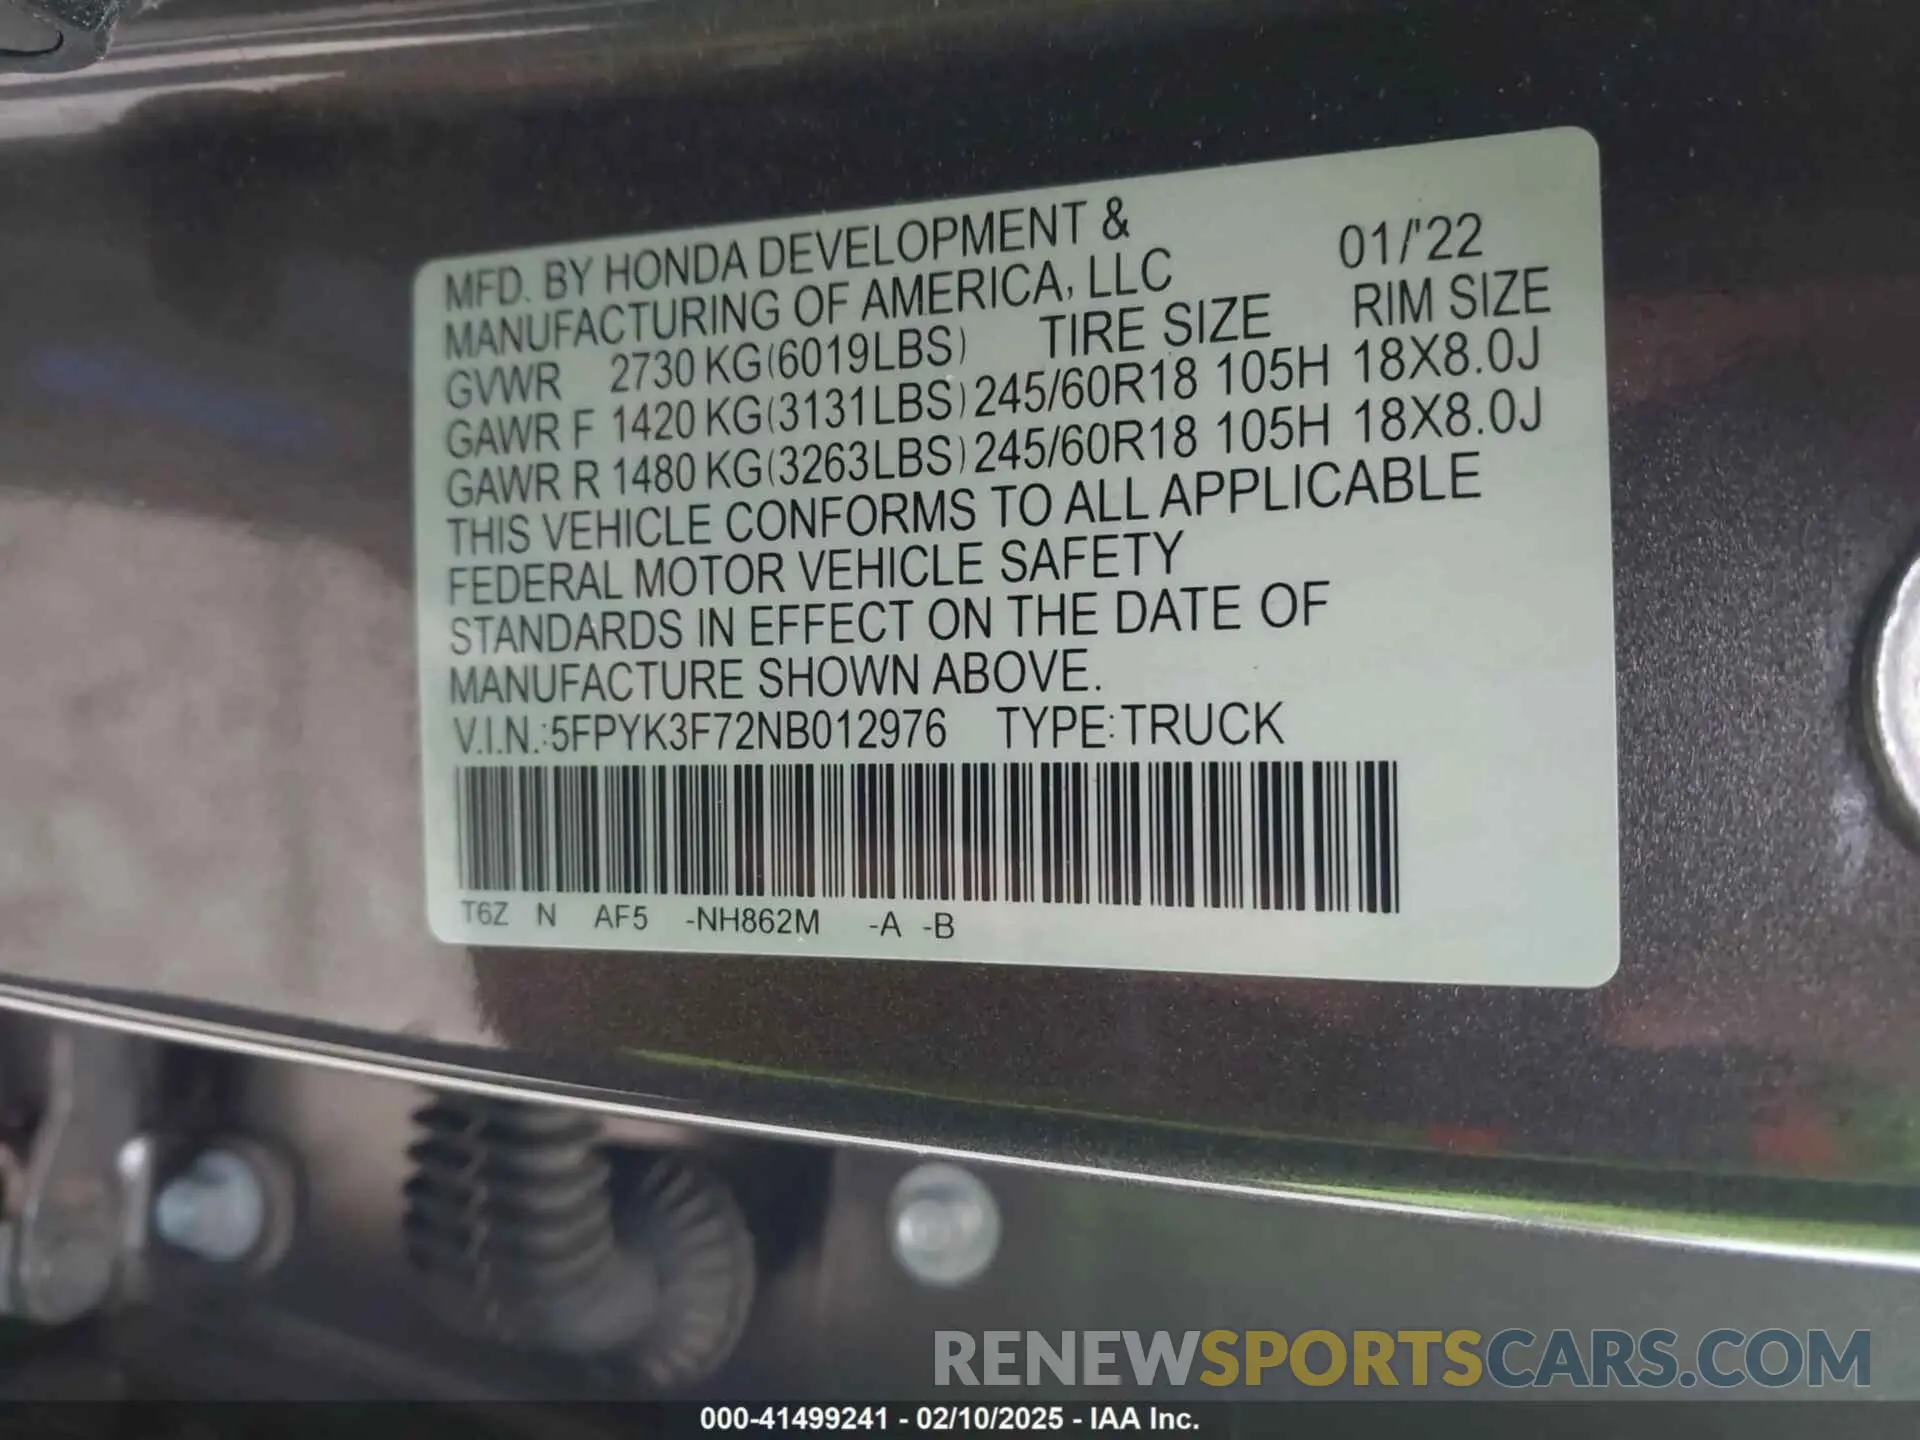 MFD. BY HONDA DEVELOPMENT &
MANUFACTURING OF AMERICA, LLC 01/'22
GVWR 2730 KG(6019LBS) TIRE SIZE RIM SIZE
GAWR F 1420 KG(3131LBS) 245/60R18 105H 18X8.0J
GAWR R 1480 KG(3263LBS) 245/60R18 105H 18X8.0J
THIS VEHICLE CONFORMS TO ALL APPLICABLE
FEDERAL MOTOR VEHICLE SAFETY
STANDARDS IN EFFECT ON THE DATE OF
MANUFACTURE SHOWN ABOVE.
V.I.N.:5FPYK3F72NB012976 TYPE:TRUCK
T6Z N AF5 -NH862M -A -B
RENEWSPORTSCARS.COM
000-41499241 - 02/10/2025 - IAA Inc.